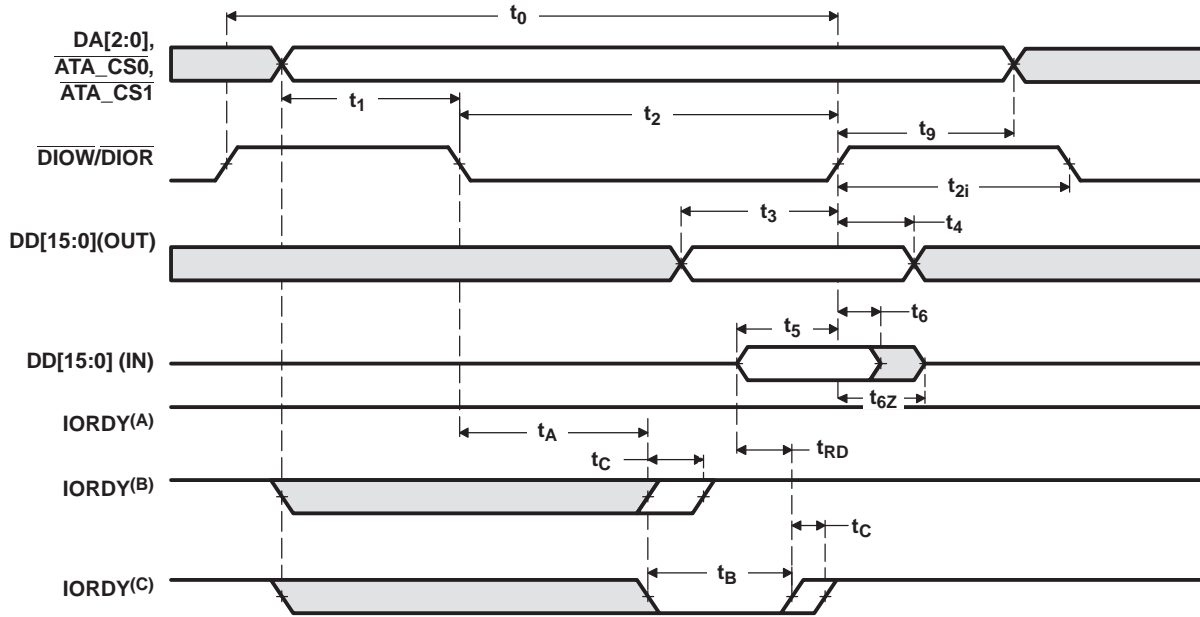 t0
DA[2:0],
ATA_CS0,
ATA_CS1
t1
t2
t9
DIOW/DIOR
t2i
t3
t4
DD[15:0](OUT)
t6
t5
DD[15:0] (IN)
t6Z
IORDY(A)
tA
tRD
tC
IORDY(B)
tC
tB
IORDY(C)